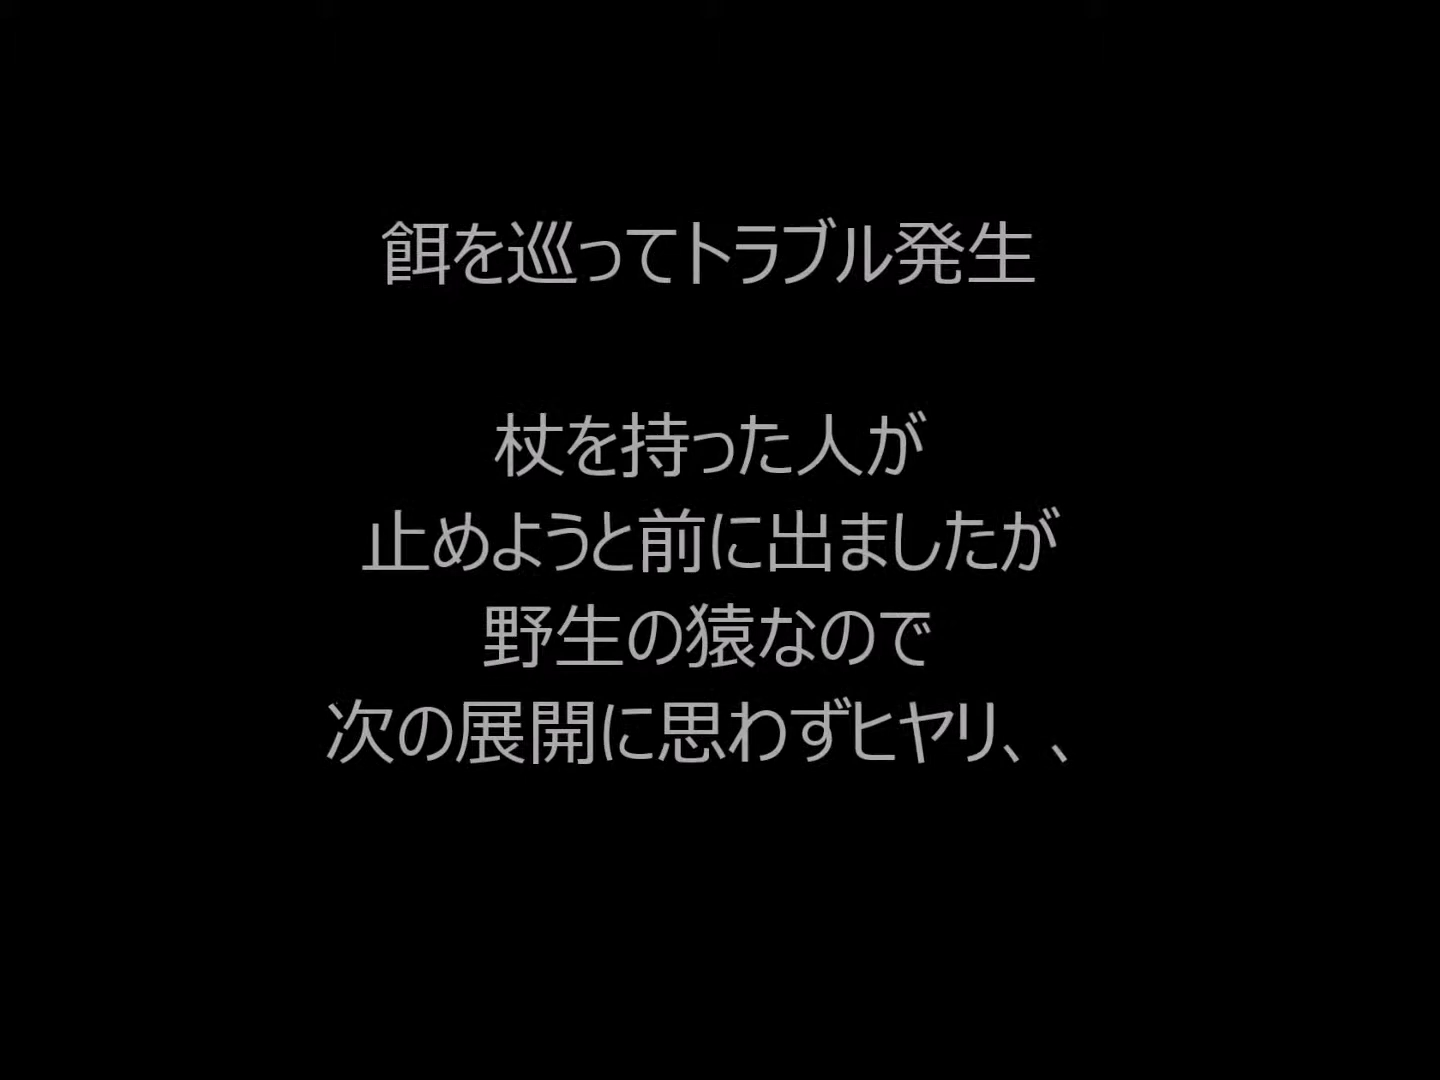 餌を巡ってトラブル発生
杖を持った人が
止めようと前に出ましたが
野生の猿なので
次の展開に思わずヒヤリ、、